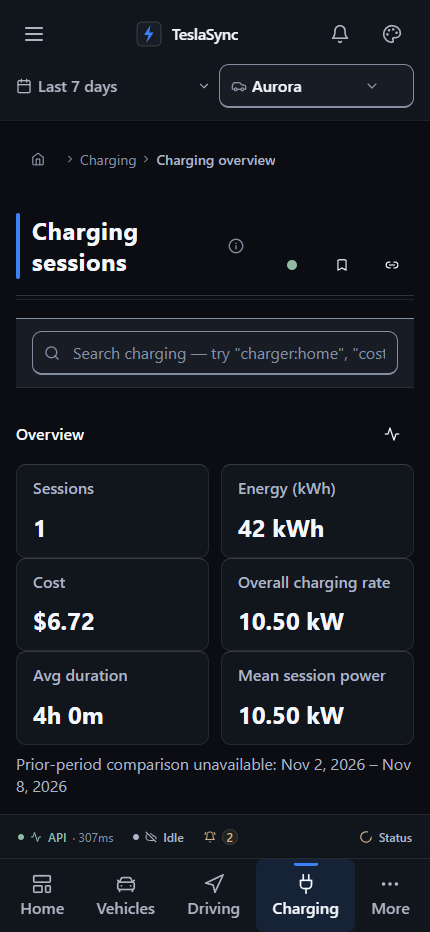 TeslaSync
Last 7 days
Aurora
Charging
Charging overview
Charging
sessions
Search charging — try "charger:home", "cost
Overview
Sessions
Energy (kWh)
1
42 kWh
Cost
Overall charging rate
$6.72
10.50 kW
Avg duration
Mean session power
4h 0m
10.50 kW
Prior-period comparison unavailable: Nov 2, 2026 – Nov
8, 2026
API · 307ms
Idle
2
Status
Home
Vehicles
Driving
Charging
More